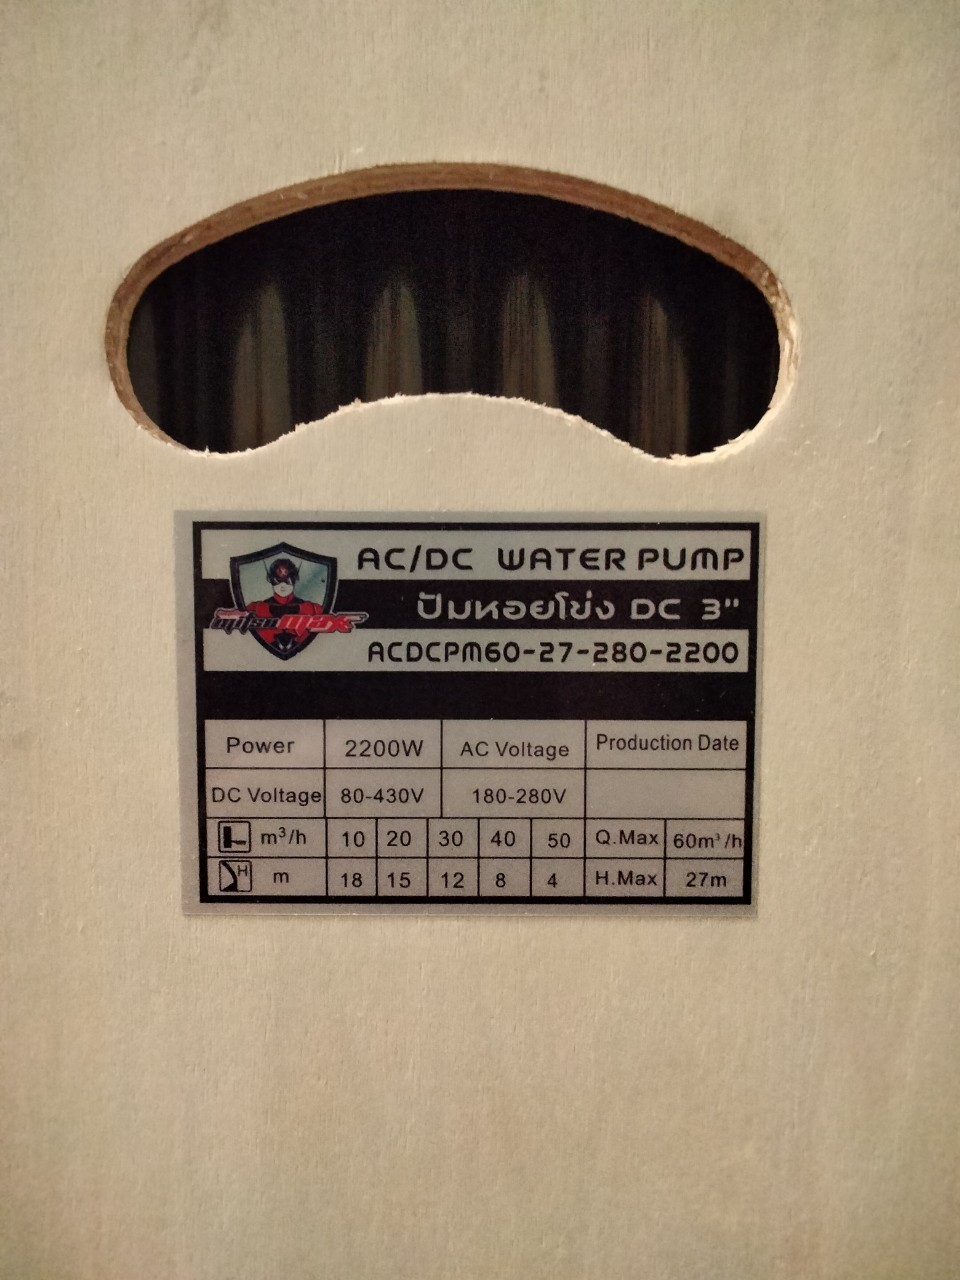 AC/DC WATER PUMP
mitsuMax
ปัมหอยโข่ง DC 3"
ACDCPM60-27-280-2200
Power 2200W AC Voltage Production Date
DC Voltage 80-430V 180-280V
m³/h 10 20 30 40 50 Q.Max 60m³/h
H m 18 15 12 8 4 H.Max 27m